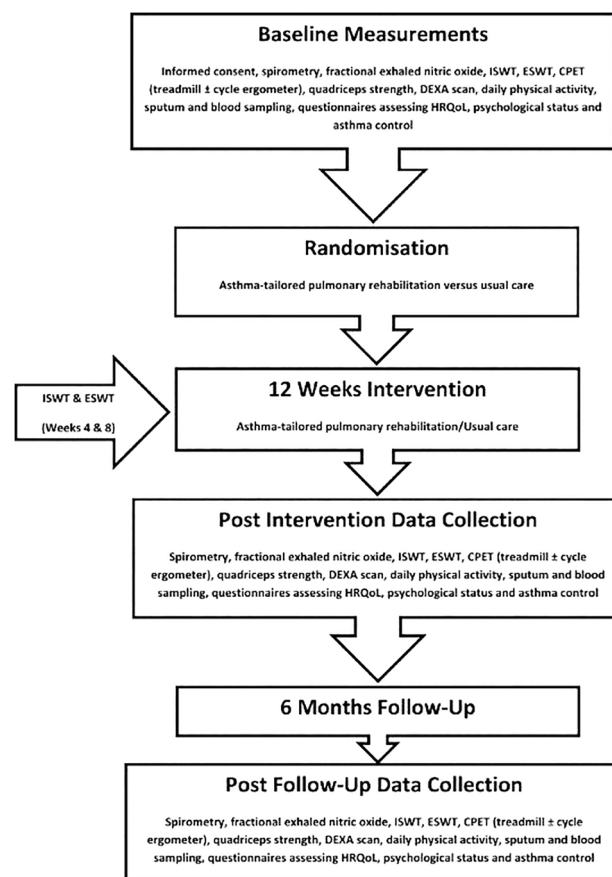 Baseline Measurements
Informed consent, spirometry, fractional exhaled nitric oxide, ISWT, ESWT, CPET
(treadmill ± cycle ergometer), quadriceps strength, DEXA scan, daily physical activity,
sputum and blood sampling, questionnaires assessing HRQoL, psychological status and
asthma control
Randomisation
Asthma-tailored pulmonary rehabilitation versus usual care
ISWT & ESWT
(Weeks 4 & 8)
12 Weeks Intervention
Asthma-tailored pulmonary rehabilitation/Usual care
Post Intervention Data Collection
Spirometry, fractional exhaled nitric oxide, ISWT, ESWT, CPET (treadmill ± cycle
ergometer), quadriceps strength, DEXA scan, daily physical activity, sputum and blood
sampling, questionnaires assessing HRQoL, psychological status and asthma control
6 Months Follow-Up
Post Follow-Up Data Collection
Spirometry, fractional exhaled nitric oxide, ISWT, ESWT, CPET (treadmill ± cycle
ergometer), quadriceps strength, DEXA scan, daily physical activity, sputum and blood
sampling, questionnaires assessing HRQoL, psychological status and asthma control